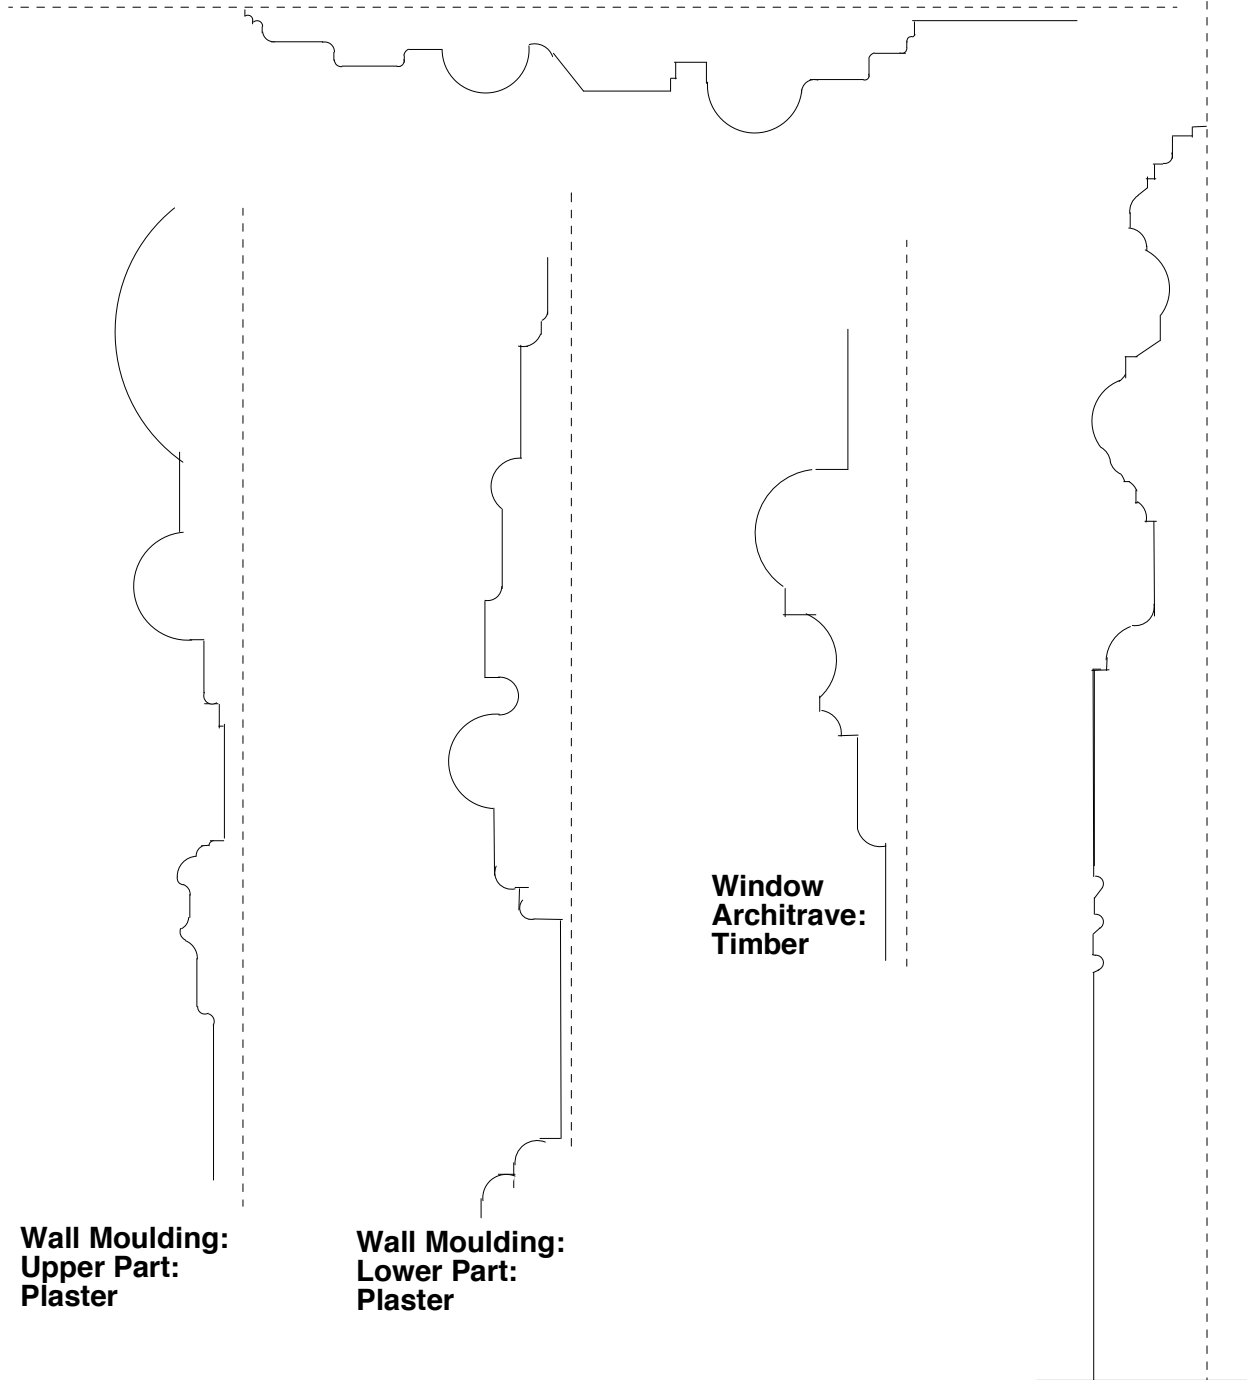 Wall Moulding:
Upper Part:
Plaster
Wall Moulding:
Lower Part:
Plaster
Window
Architrave:
Timber